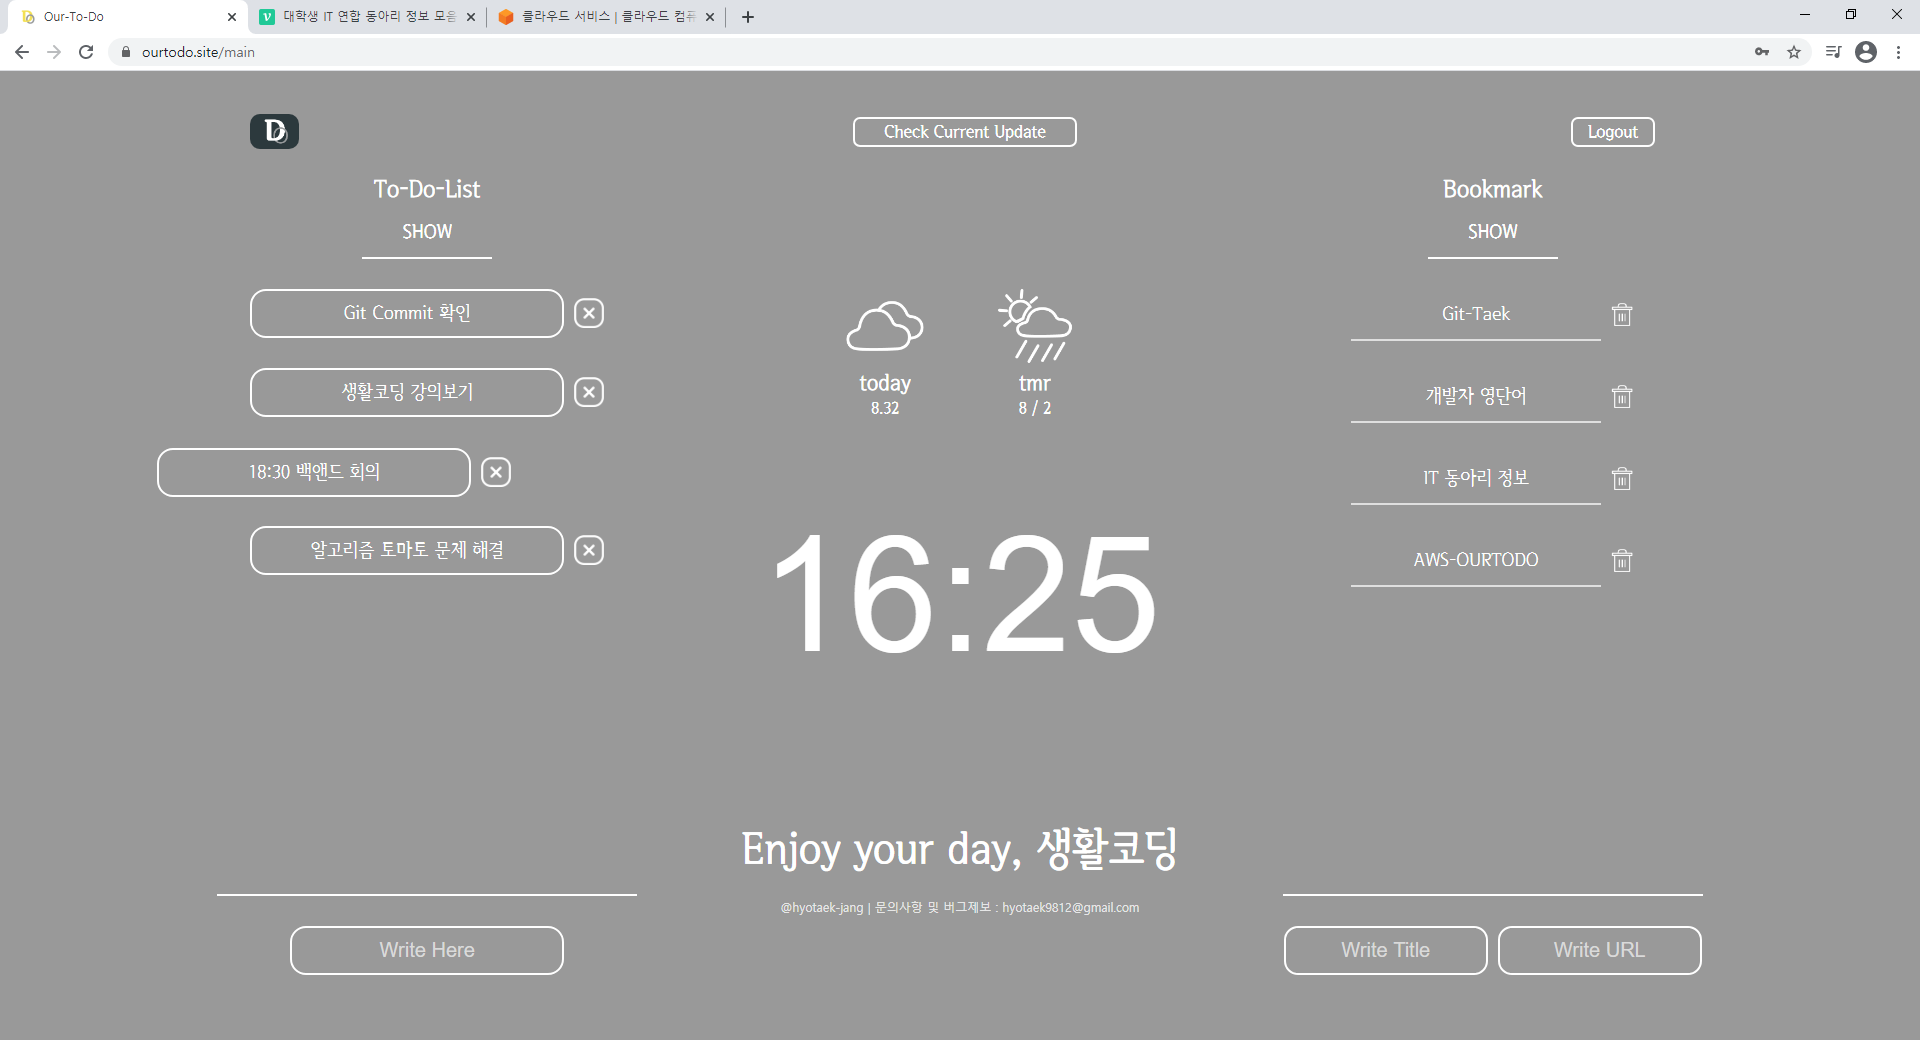 Our-To-Do
대학생 IT 연합 동아리 정보 모음
클라우드 서비스 | 클라우드 컴퓨
ourtodo.site/main
D
Check Current Update
Logout
To-Do-List
SHOW
Git Commit 확인
생활코딩 강의보기
18:30 백앤드 회의
알고리즘 토마토 문제 해결
Write Here
today
8.32
tmr
8 / 2
16:25
Enjoy your day, 생활코딩
@hyotaek-jang | 문의사항 및 버그제보 : hyotaek9812@gmail.com
Bookmark
SHOW
Git-Taek
개발자 영단어
IT 동아리 정보
AWS-OURTODO
Write Title
Write URL